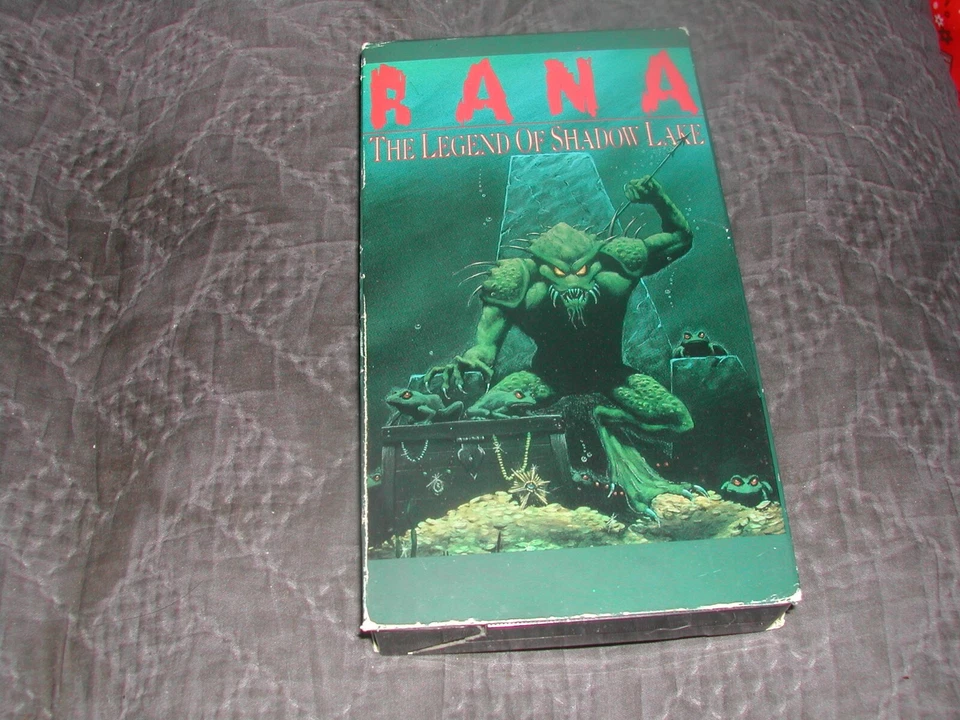 RANA
THE LEGEND OF SHADOW LAKE